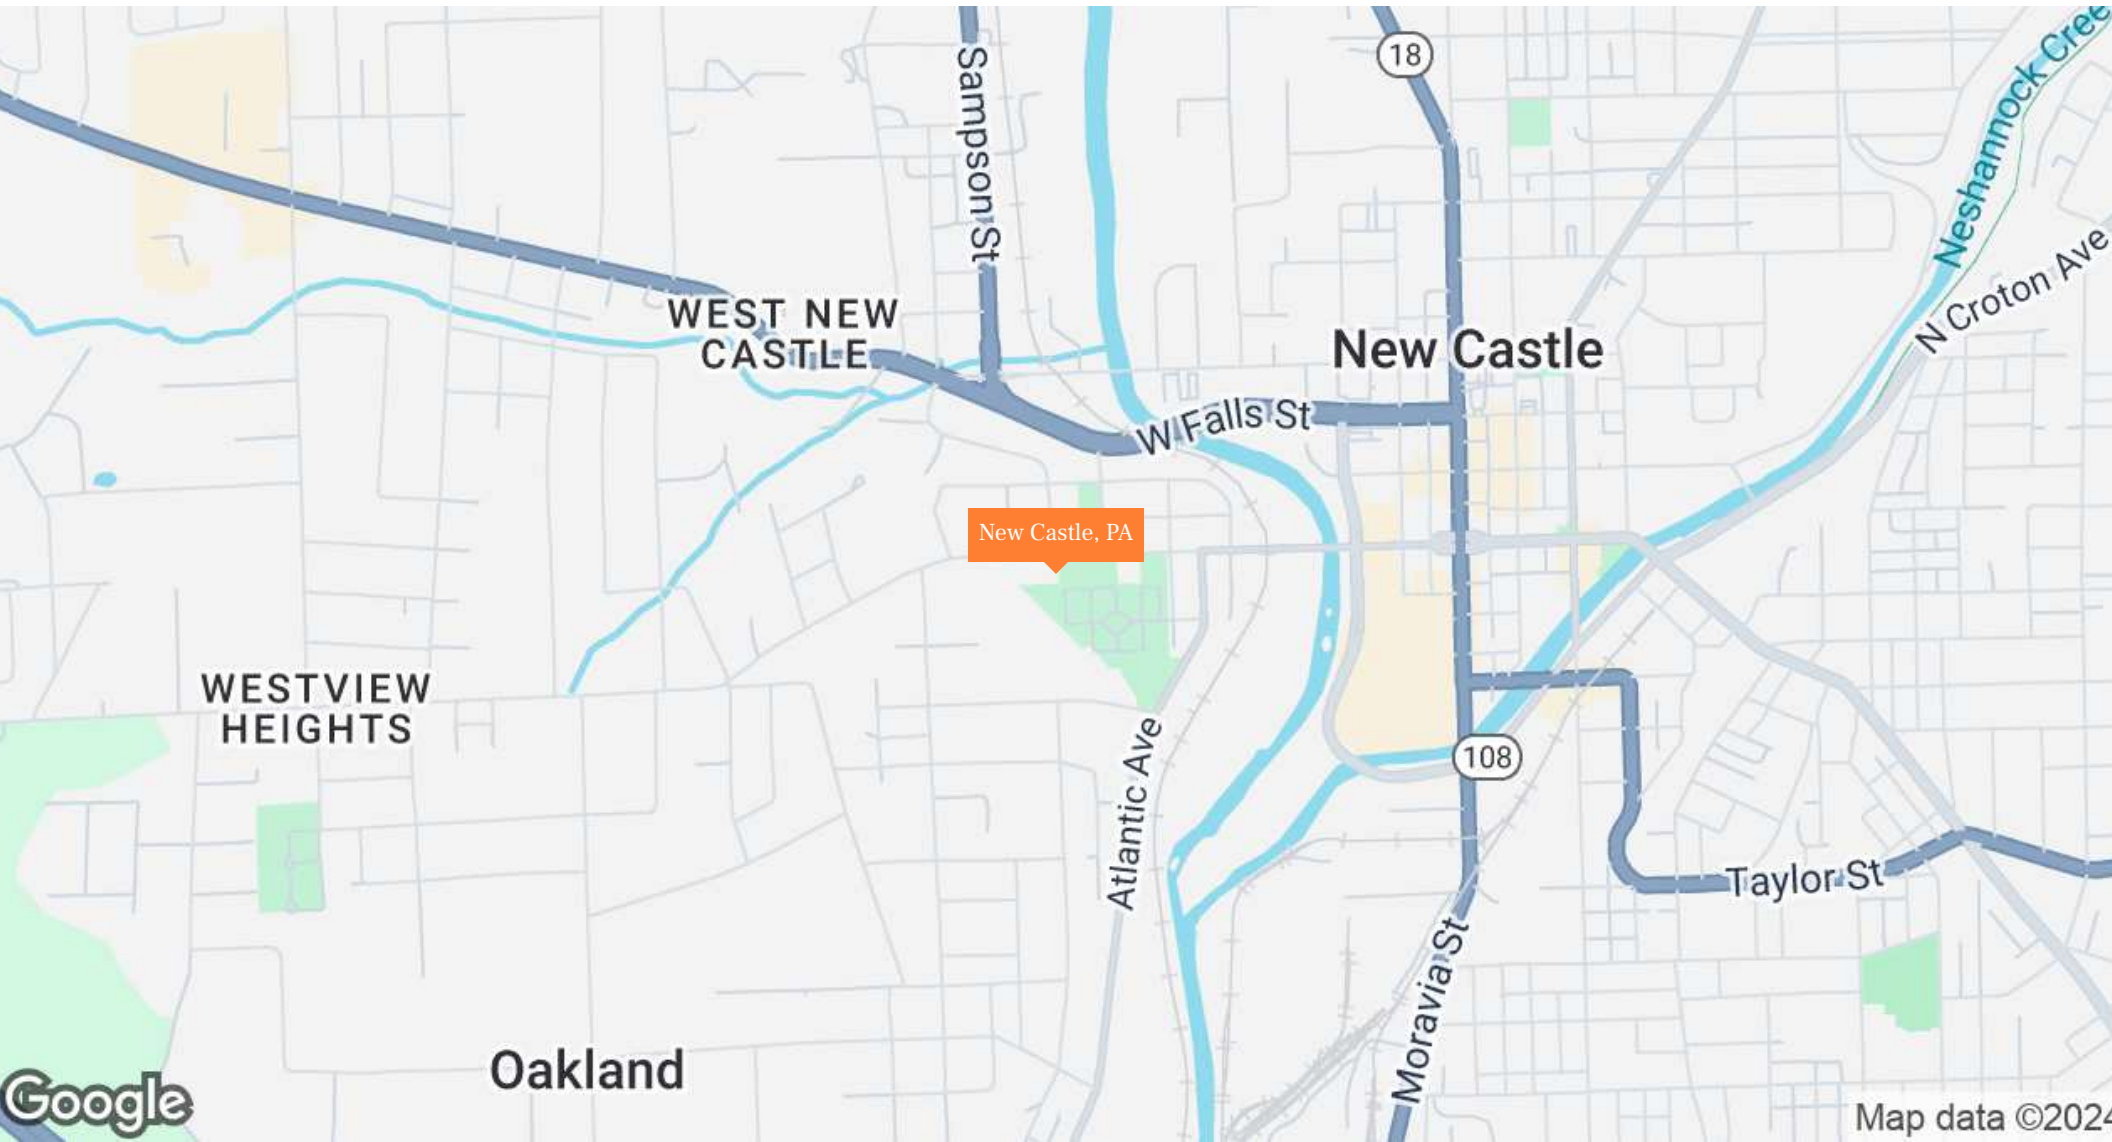 18
Sampson St
Neshannock Cree
N Croton Ave
WEST NEW
CASTLE
New Castle
W Falls St
New Castle, PA
WESTVIEW
HEIGHTS
108
Atlantic Ave
Taylor St
Moravia St
Oakland
Google
Map data ©2024